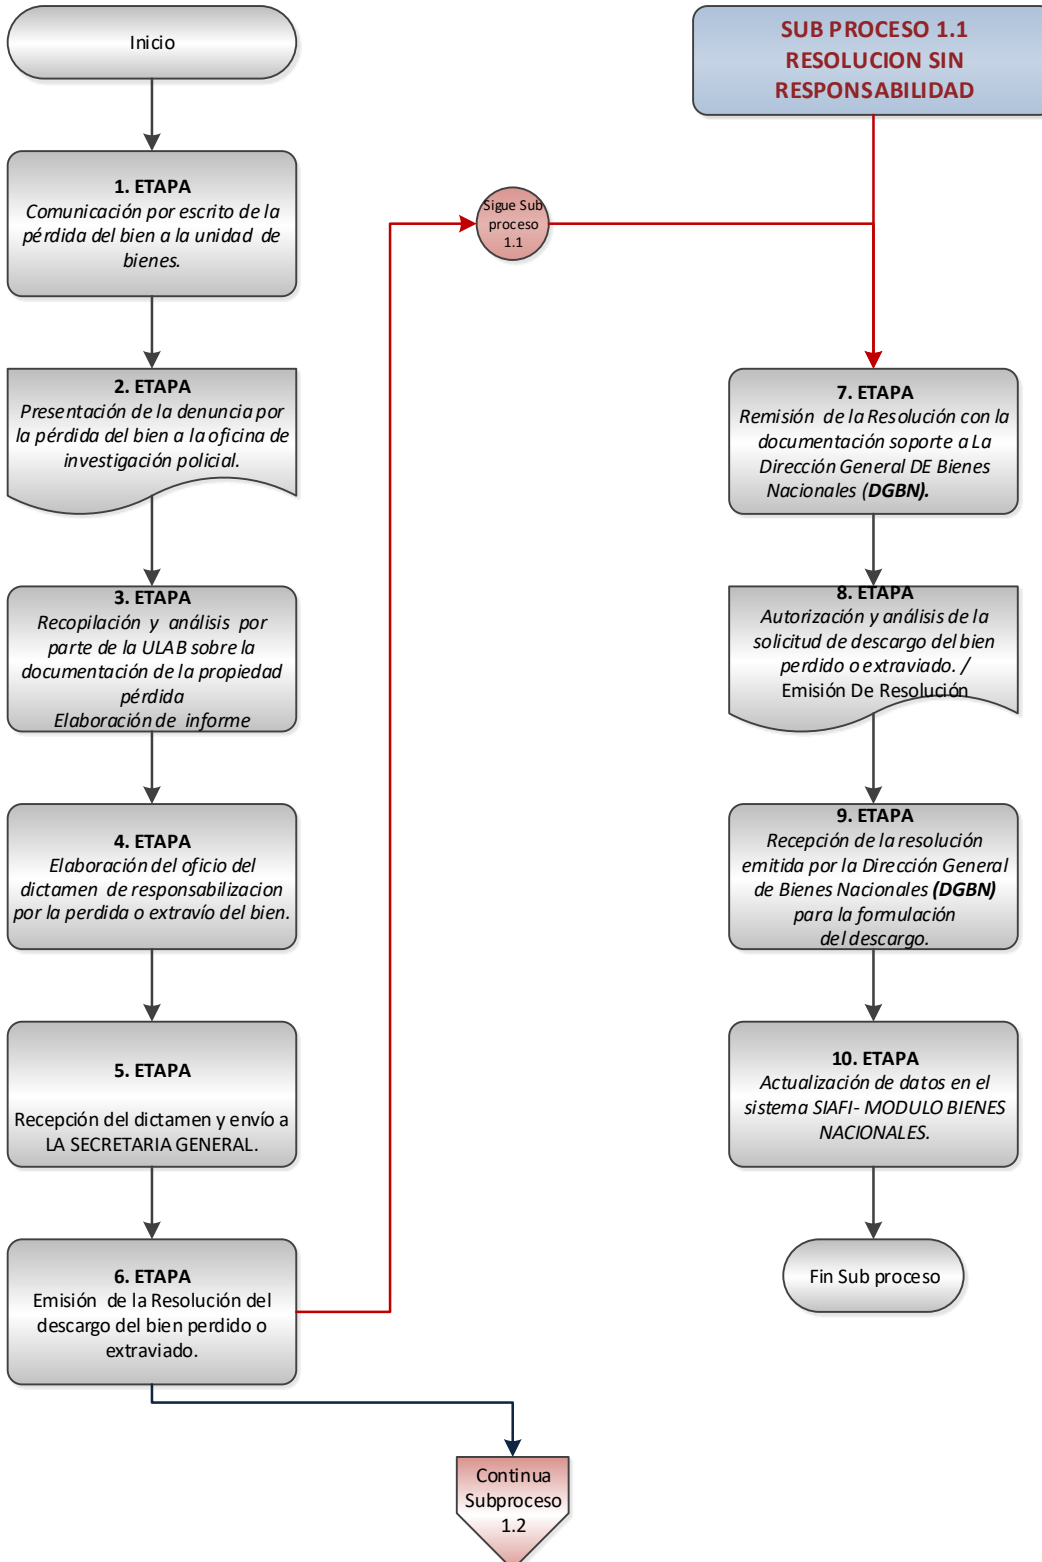 Inicio
1. ETAPA
Comunicación por escrito de la
pérdida del bien a la unidad de
bienes.
2. ETAPA
Presentación de la denuncia por
la pérdida del bien a la oficina de
investigación policial.
3. ETAPA
Recopilación y análisis por
parte de la ULAB sobre la
documentación de la propiedad
pérdida
Elaboración de informe
4. ETAPA
Elaboración del oficio del
dictamen de responsabilizacion
por la perdida o extravío del bien.
5. ETAPA
Recepción del dictamen y envío a
LA SECRETARIA GENERAL.
6. ETAPA
Emisión de la Resolución del
descargo del bien perdido o
extraviado.
Sigue Sub
proceso
1.1
Continua
Subproceso
1.2
SUB PROCESO 1.1
RESOLUCION SIN
RESPONSABILIDAD
7. ETAPA
Remisión de la Resolución con la
documentación soporte a La
Dirección General DE Bienes
Nacionales (DGBN).
8. ETAPA
Autorización y análisis de la
solicitud de descargo del bien
perdido o extraviado. /
Emisión De Resolución
9. ETAPA
Recepción de la resolución
emitida por la Dirección General
de Bienes Nacionales (DGBN)
para la formulación
del descargo.
10. ETAPA
Actualización de datos en el
sistema SIAFI- MODULO BIENES
NACIONALES.
Fin Sub proceso